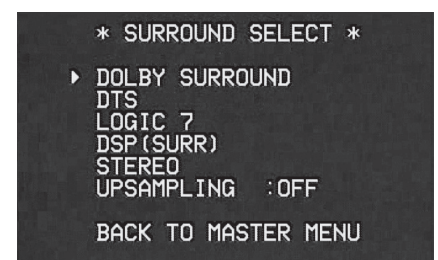 * SURROUND SELECT *
DOLBY SURROUND
DTS
LOGIC 7
DSP(SURR)
STEREO
UPSAMPLING :OFF
BACK TO MASTER MENU